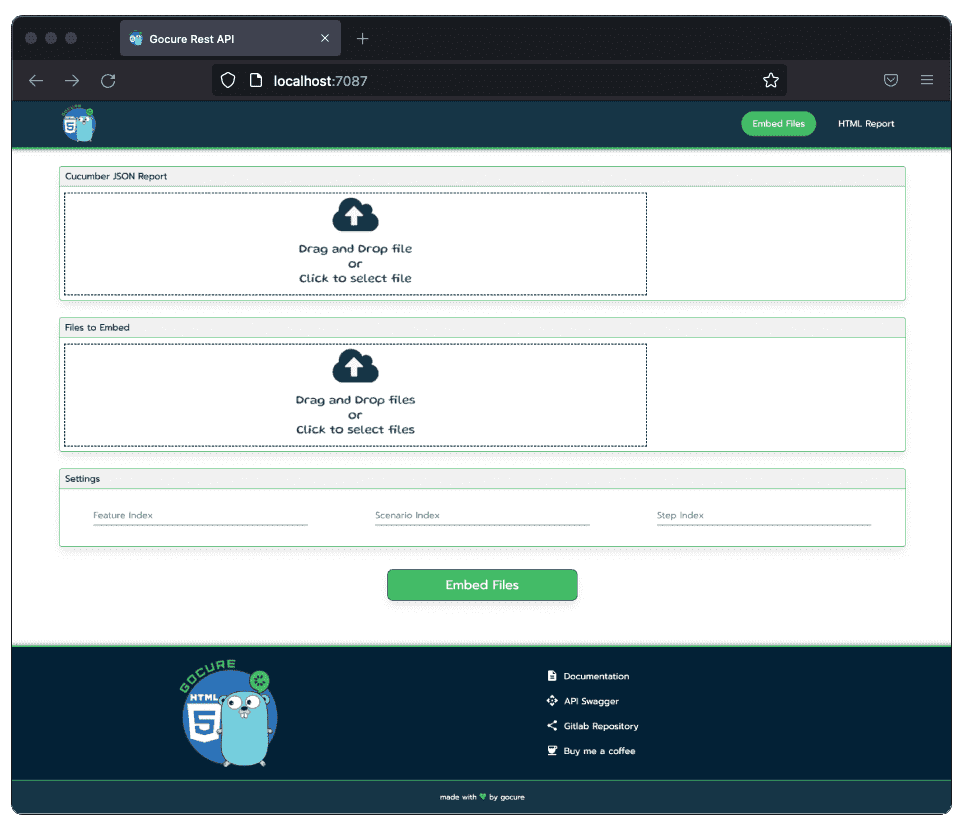 Gocure Rest API
localhost:7087
GOCURE
5
Embed Files
HTML Report
Cucumber JSON Report
Drag and Drop file
or
Click to select file
Files to Embed
Drag and Drop files
or
Click to select files
Settings
Feature Index
Scenario Index
Step Index
Embed Files
GOCURE
HTML
5
Documentation
API Swagger
Gitlab Repository
Buy me a coffee
made with by gocure